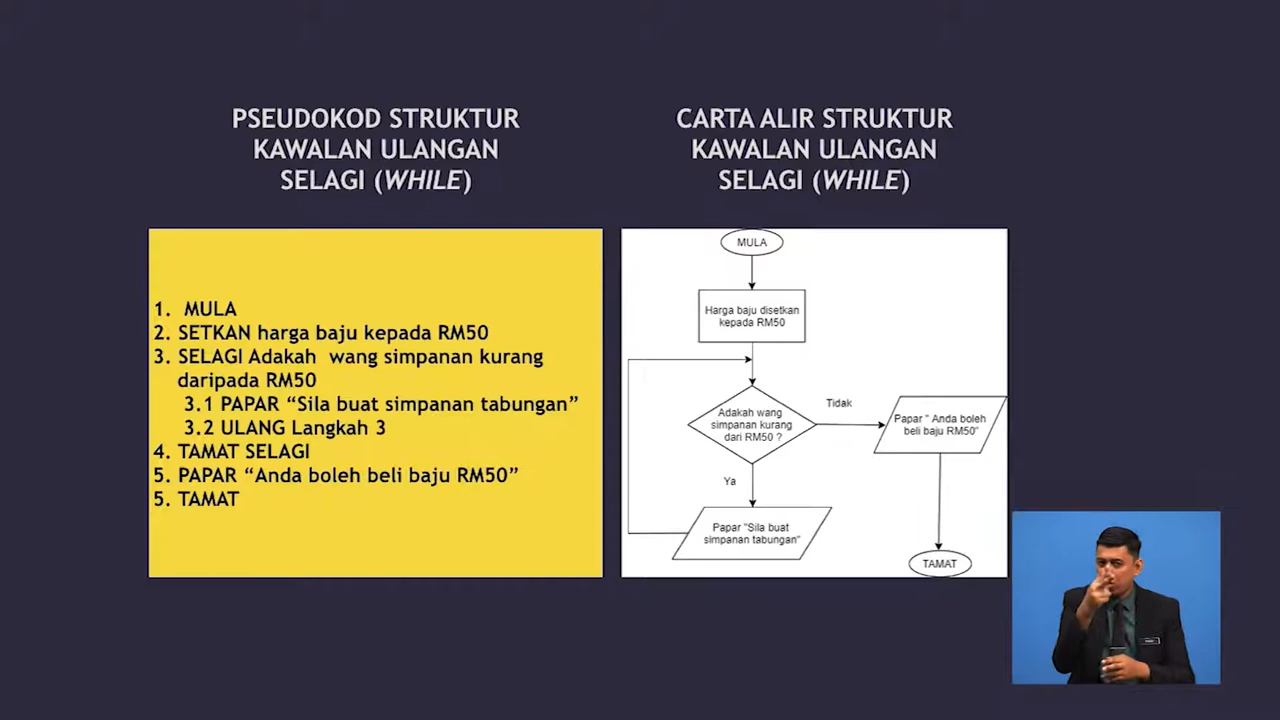 PSEUDOKOD STRUKTUR
KAWALAN ULANGAN
SELAGI (WHILE)
CARTA ALIR STRUKTUR
KAWALAN ULANGAN
SELAGI (WHILE)
1. MULA
2. SETKAN harga baju kepada RM50
3. SELAGI Adakah wang simpanan kurang
daripada RM50
3.1 PAPAR “Sila buat simpanan tabungan”
3.2 ULANG Langkah 3
4. TAMAT SELAGI
5. PAPAR “Anda boleh beli baju RM50”
5. TAMAT
MULA
Harga baju disetkan
kepada RM50
Adakah wang
simpanan kurang
dari RM50 ?
Tidak
Papar " Anda boleh
beli baju RM50"
Ya
Papar "Sila buat
simpanan tabungan"
TAMAT